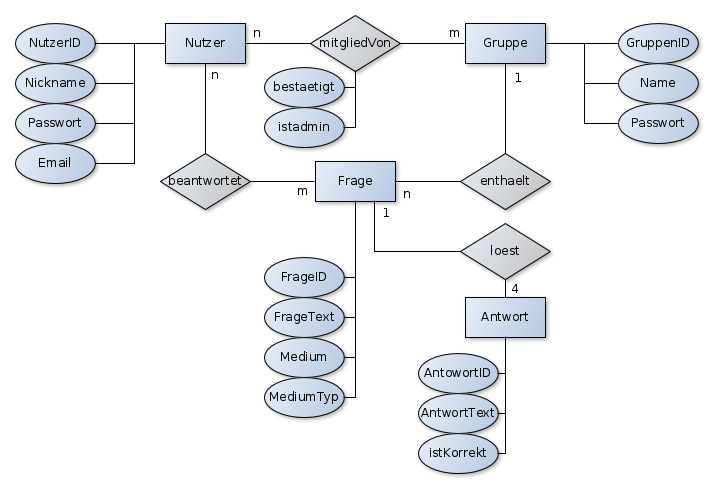 NutzerID
Nutzer
n
mitgliedVon
m
Gruppe
GruppenID
Nickname
n
bestaetigt
1
Name
Passwort
istadmin
Passwort
Email
beantwortet
m
Frage
n
enthaelt
1
loest
FrageID
4
FrageText
Antwort
Medium
AntowortID
MediumTyp
AntwortText
istKorrekt